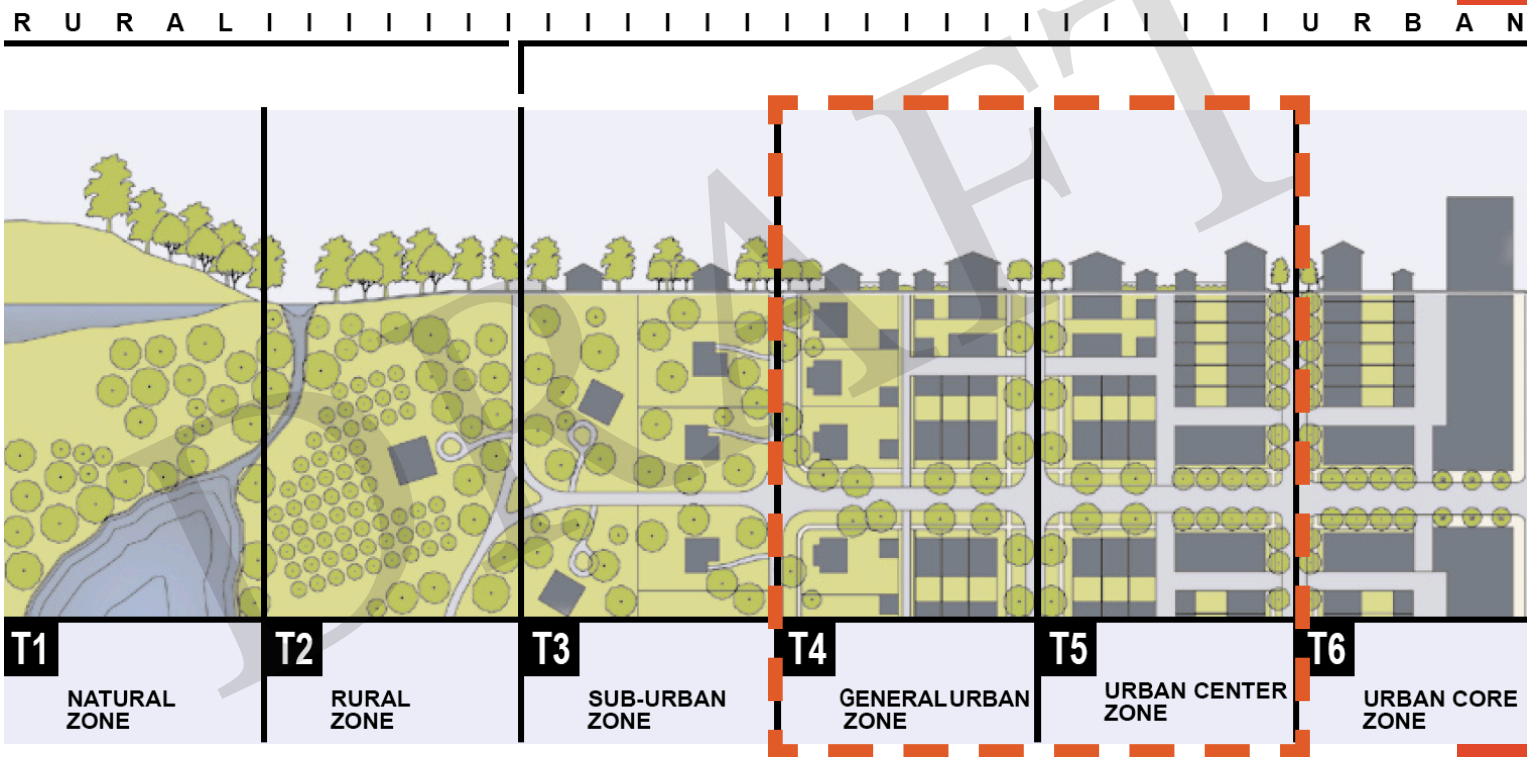 R U R A L I I I I I I I I I I I I I I I I I I I I I I I I I I I U R B A N
DRAFT
T1
NATURAL
ZONE
T2
RURAL
ZONE
T3
SUB-URBAN
ZONE
T4
GENERAL URBAN
ZONE
T5
URBAN CENTER
ZONE
T6
URBAN CORE
ZONE